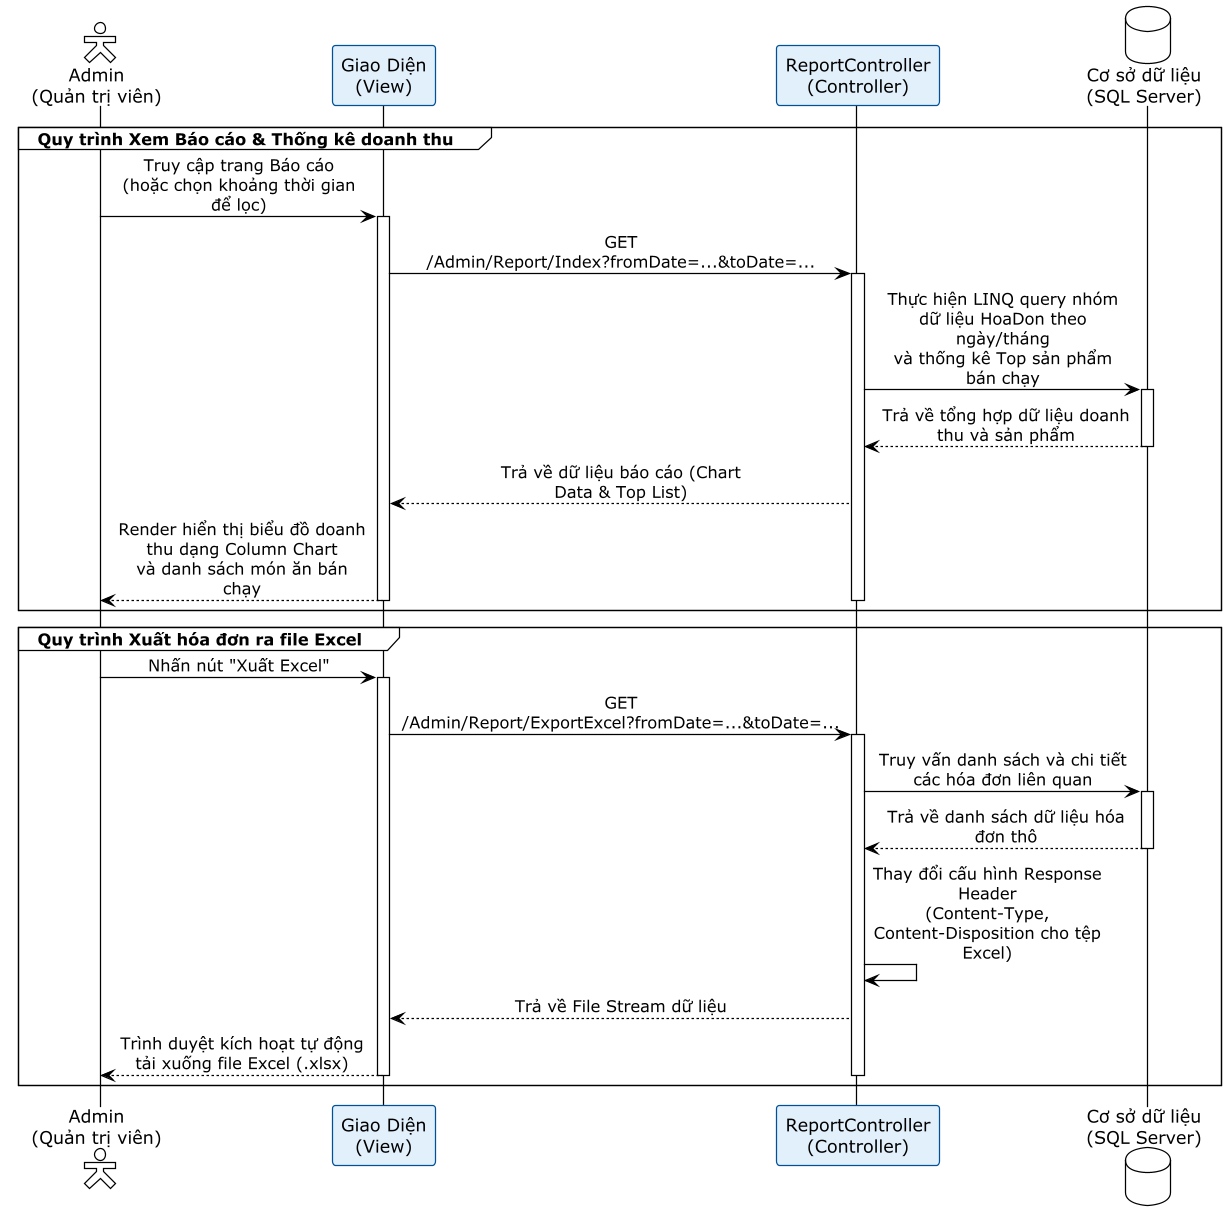 Admin
(Quản trị viên)
Giao Diện
(View)
ReportController
(Controller)
Cơ sở dữ liệu
(SQL Server)
Quy trình Xem Báo cáo & Thống kê doanh thu
Truy cập trang Báo cáo
(hoặc chọn khoảng thời gian
để lọc)
GET
/Admin/Report/Index?fromDate=...&toDate=...
Thực hiện LINQ query nhóm
dữ liệu HoaDon theo
ngày/tháng
và thống kê Top sản phẩm
bán chạy
Trả về tổng hợp dữ liệu doanh
thu và sản phẩm
Trả về dữ liệu báo cáo (Chart
Data & Top List)
Render hiển thị biểu đồ doanh
thu dạng Column Chart
và danh sách món ăn bán
chạy
Quy trình Xuất hóa đơn ra file Excel
Nhấn nút "Xuất Excel"
GET
/Admin/Report/ExportExcel?fromDate=...&toDate=...
Truy vấn danh sách và chi tiết
các hóa đơn liên quan
Trả về danh sách dữ liệu hóa
đơn thô
Thay đổi cấu hình Response
Header
(Content-Type,
Content-Disposition cho tệp
Excel)
Trả về File Stream dữ liệu
Trình duyệt kích hoạt tự động
tải xuống file Excel (.xlsx)
Admin
(Quản trị viên)
Giao Diện
(View)
ReportController
(Controller)
Cơ sở dữ liệu
(SQL Server)